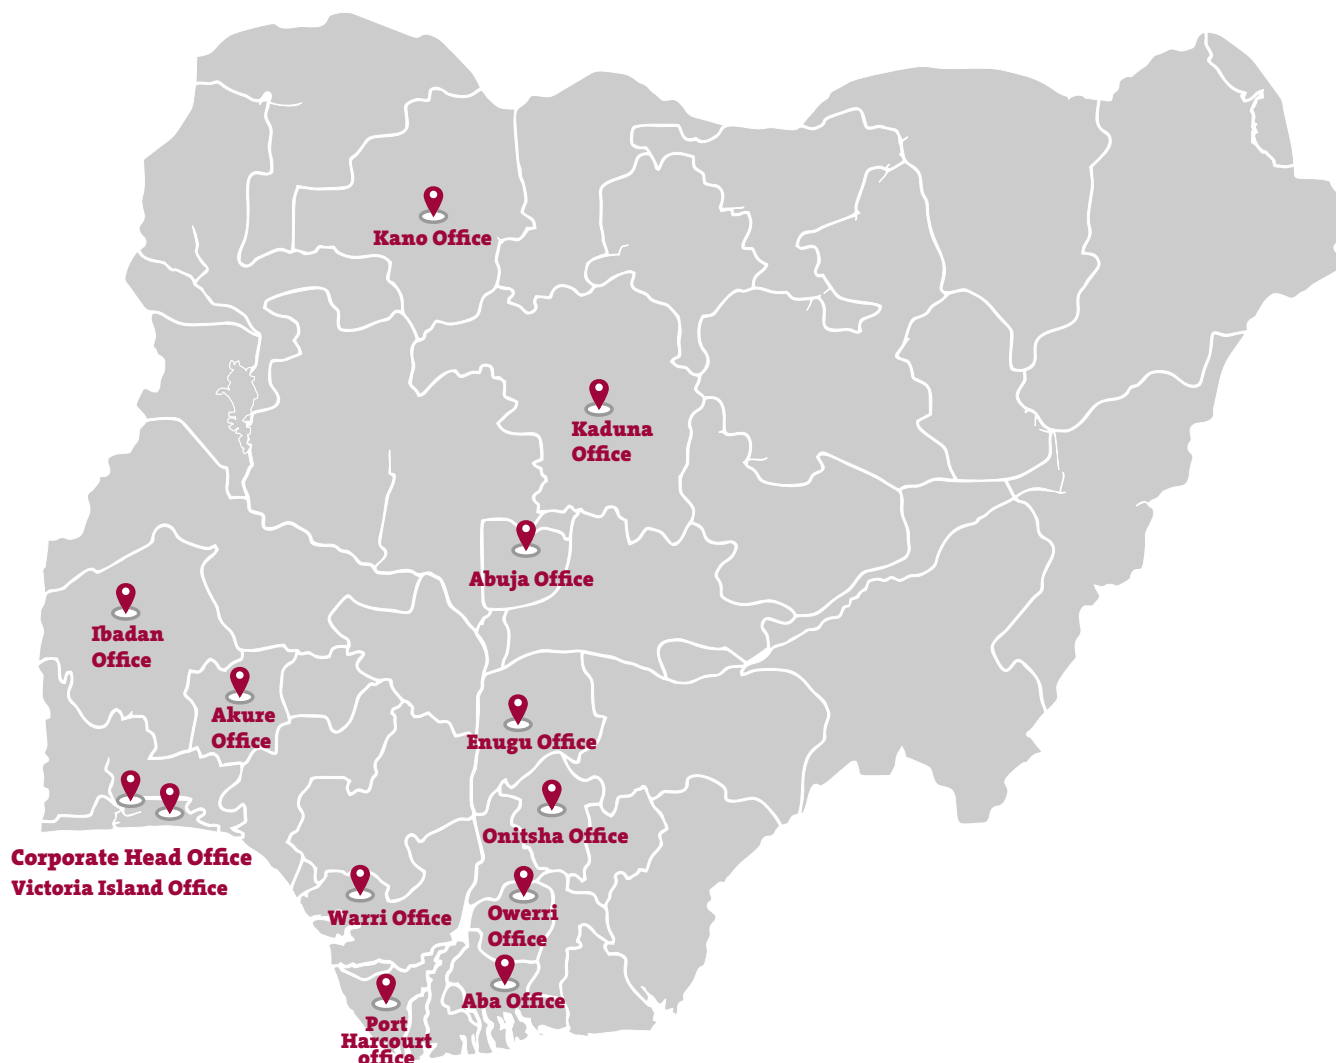 Kano Office
Kaduna
Office
Abuja Office
Ibadan
Office
Akure
Office
Enugu Office
Onitsha Office
Corporate Head Office
Victoria Island Office
Warri Office
Owerri
Office
Aba Office
Port
Harcourt
office